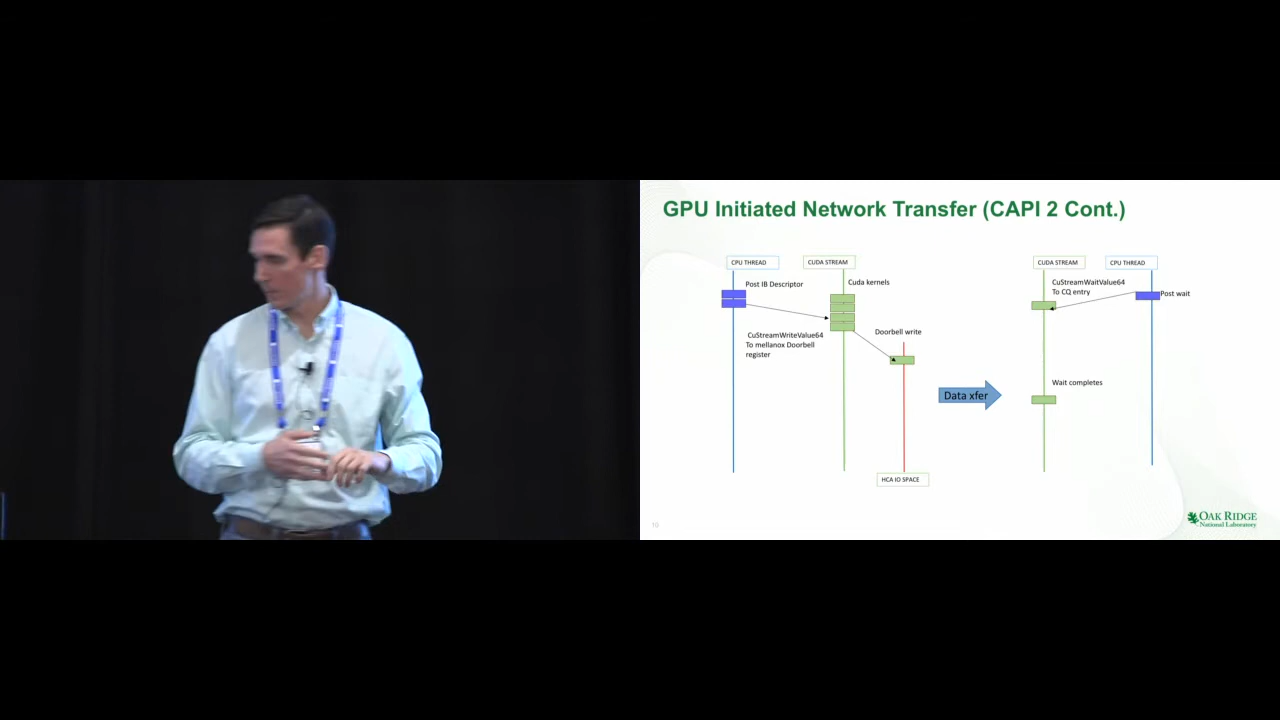 GPU Initiated Network Transfer (CAPI 2 Cont.)
CPU THREAD
CUDA STREAM
CUDA STREAM
CPU THREAD
Post IB Descriptor
Cuda kernels
CuStreamWaitValue64
To CQ entry
Post wait
CuStreamWriteValue64
To mellanox Doorbell
register
Doorbell write
Data xfer
Wait completes
HCA IO SPACE
10
OAK RIDGE
National Laboratory